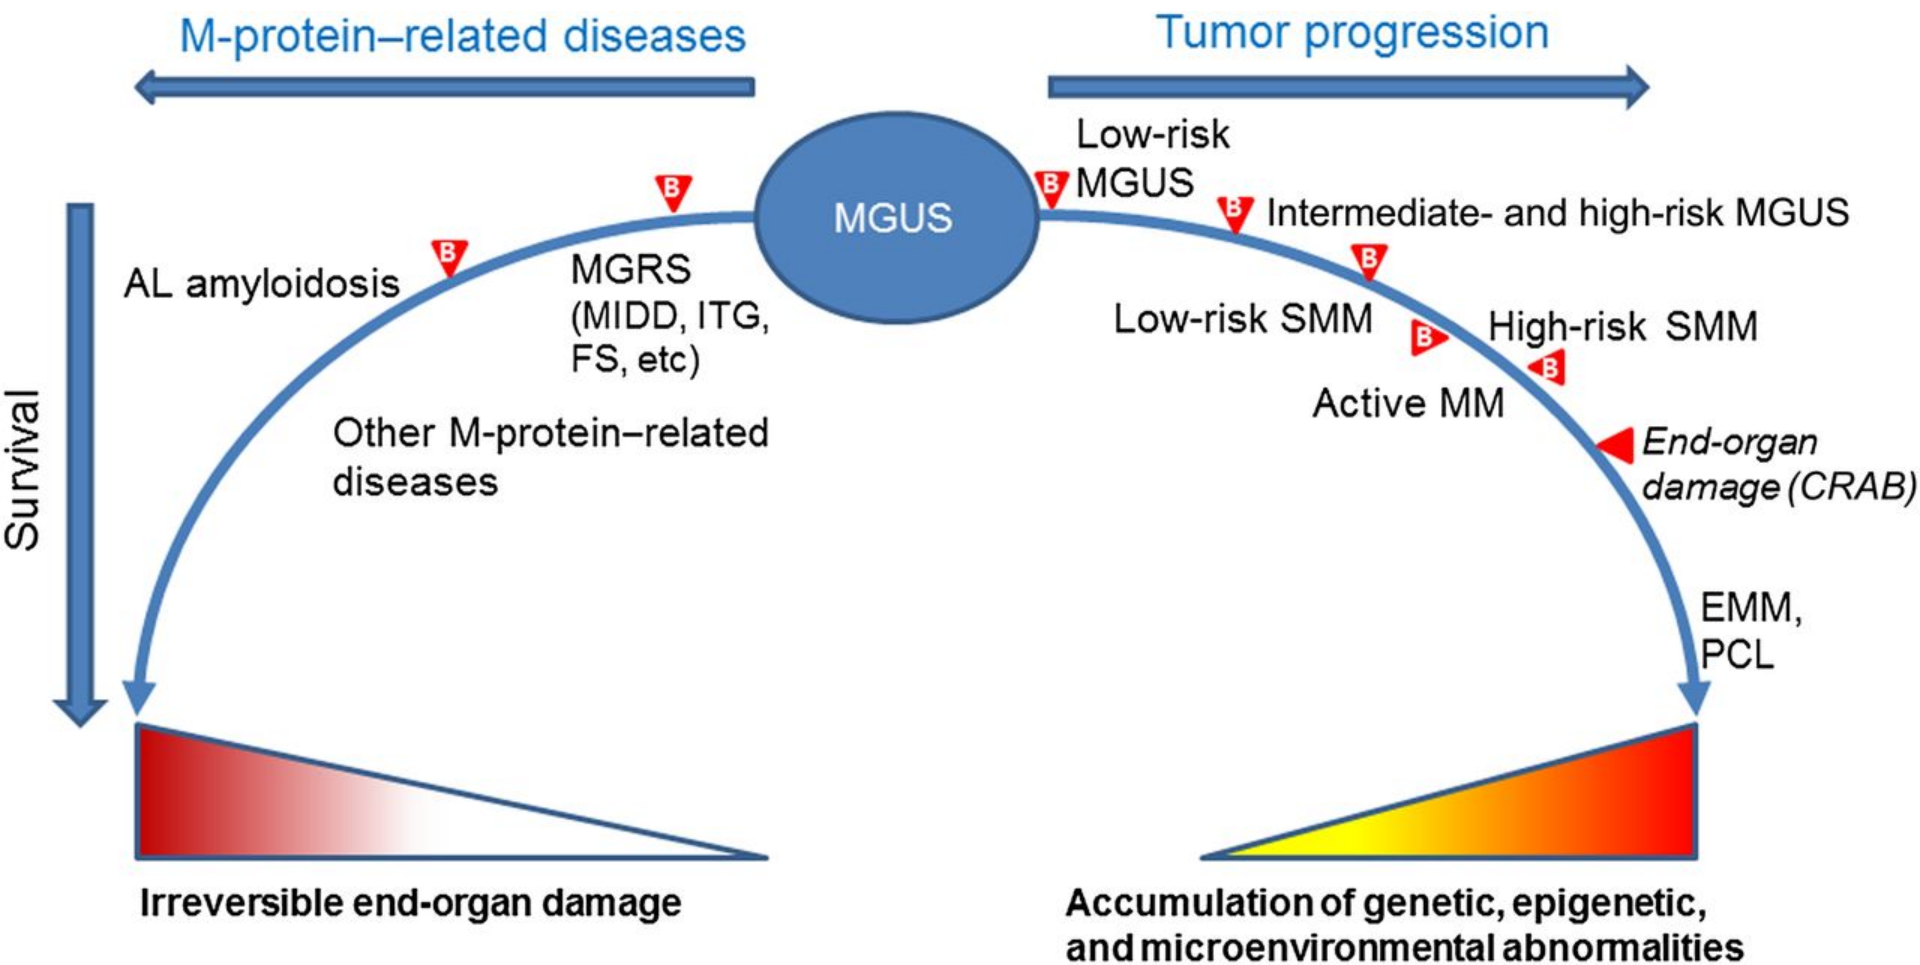 M-protein–related diseases
Tumor progression
MGUS
Low-risk
MGUS
B
B
Intermediate- and high-risk MGUS
B
Low-risk SMM
B
High-risk SMM
B
Active MM
End-organ
damage (CRAB)
EMM,
PCL
B
MGRS
(MIDD, ITG,
FS, etc)
B
AL amyloidosis
Other M-protein–related
diseases
Survival
Irreversible end-organ damage
Accumulation of genetic, epigenetic,
and microenvironmental abnormalities